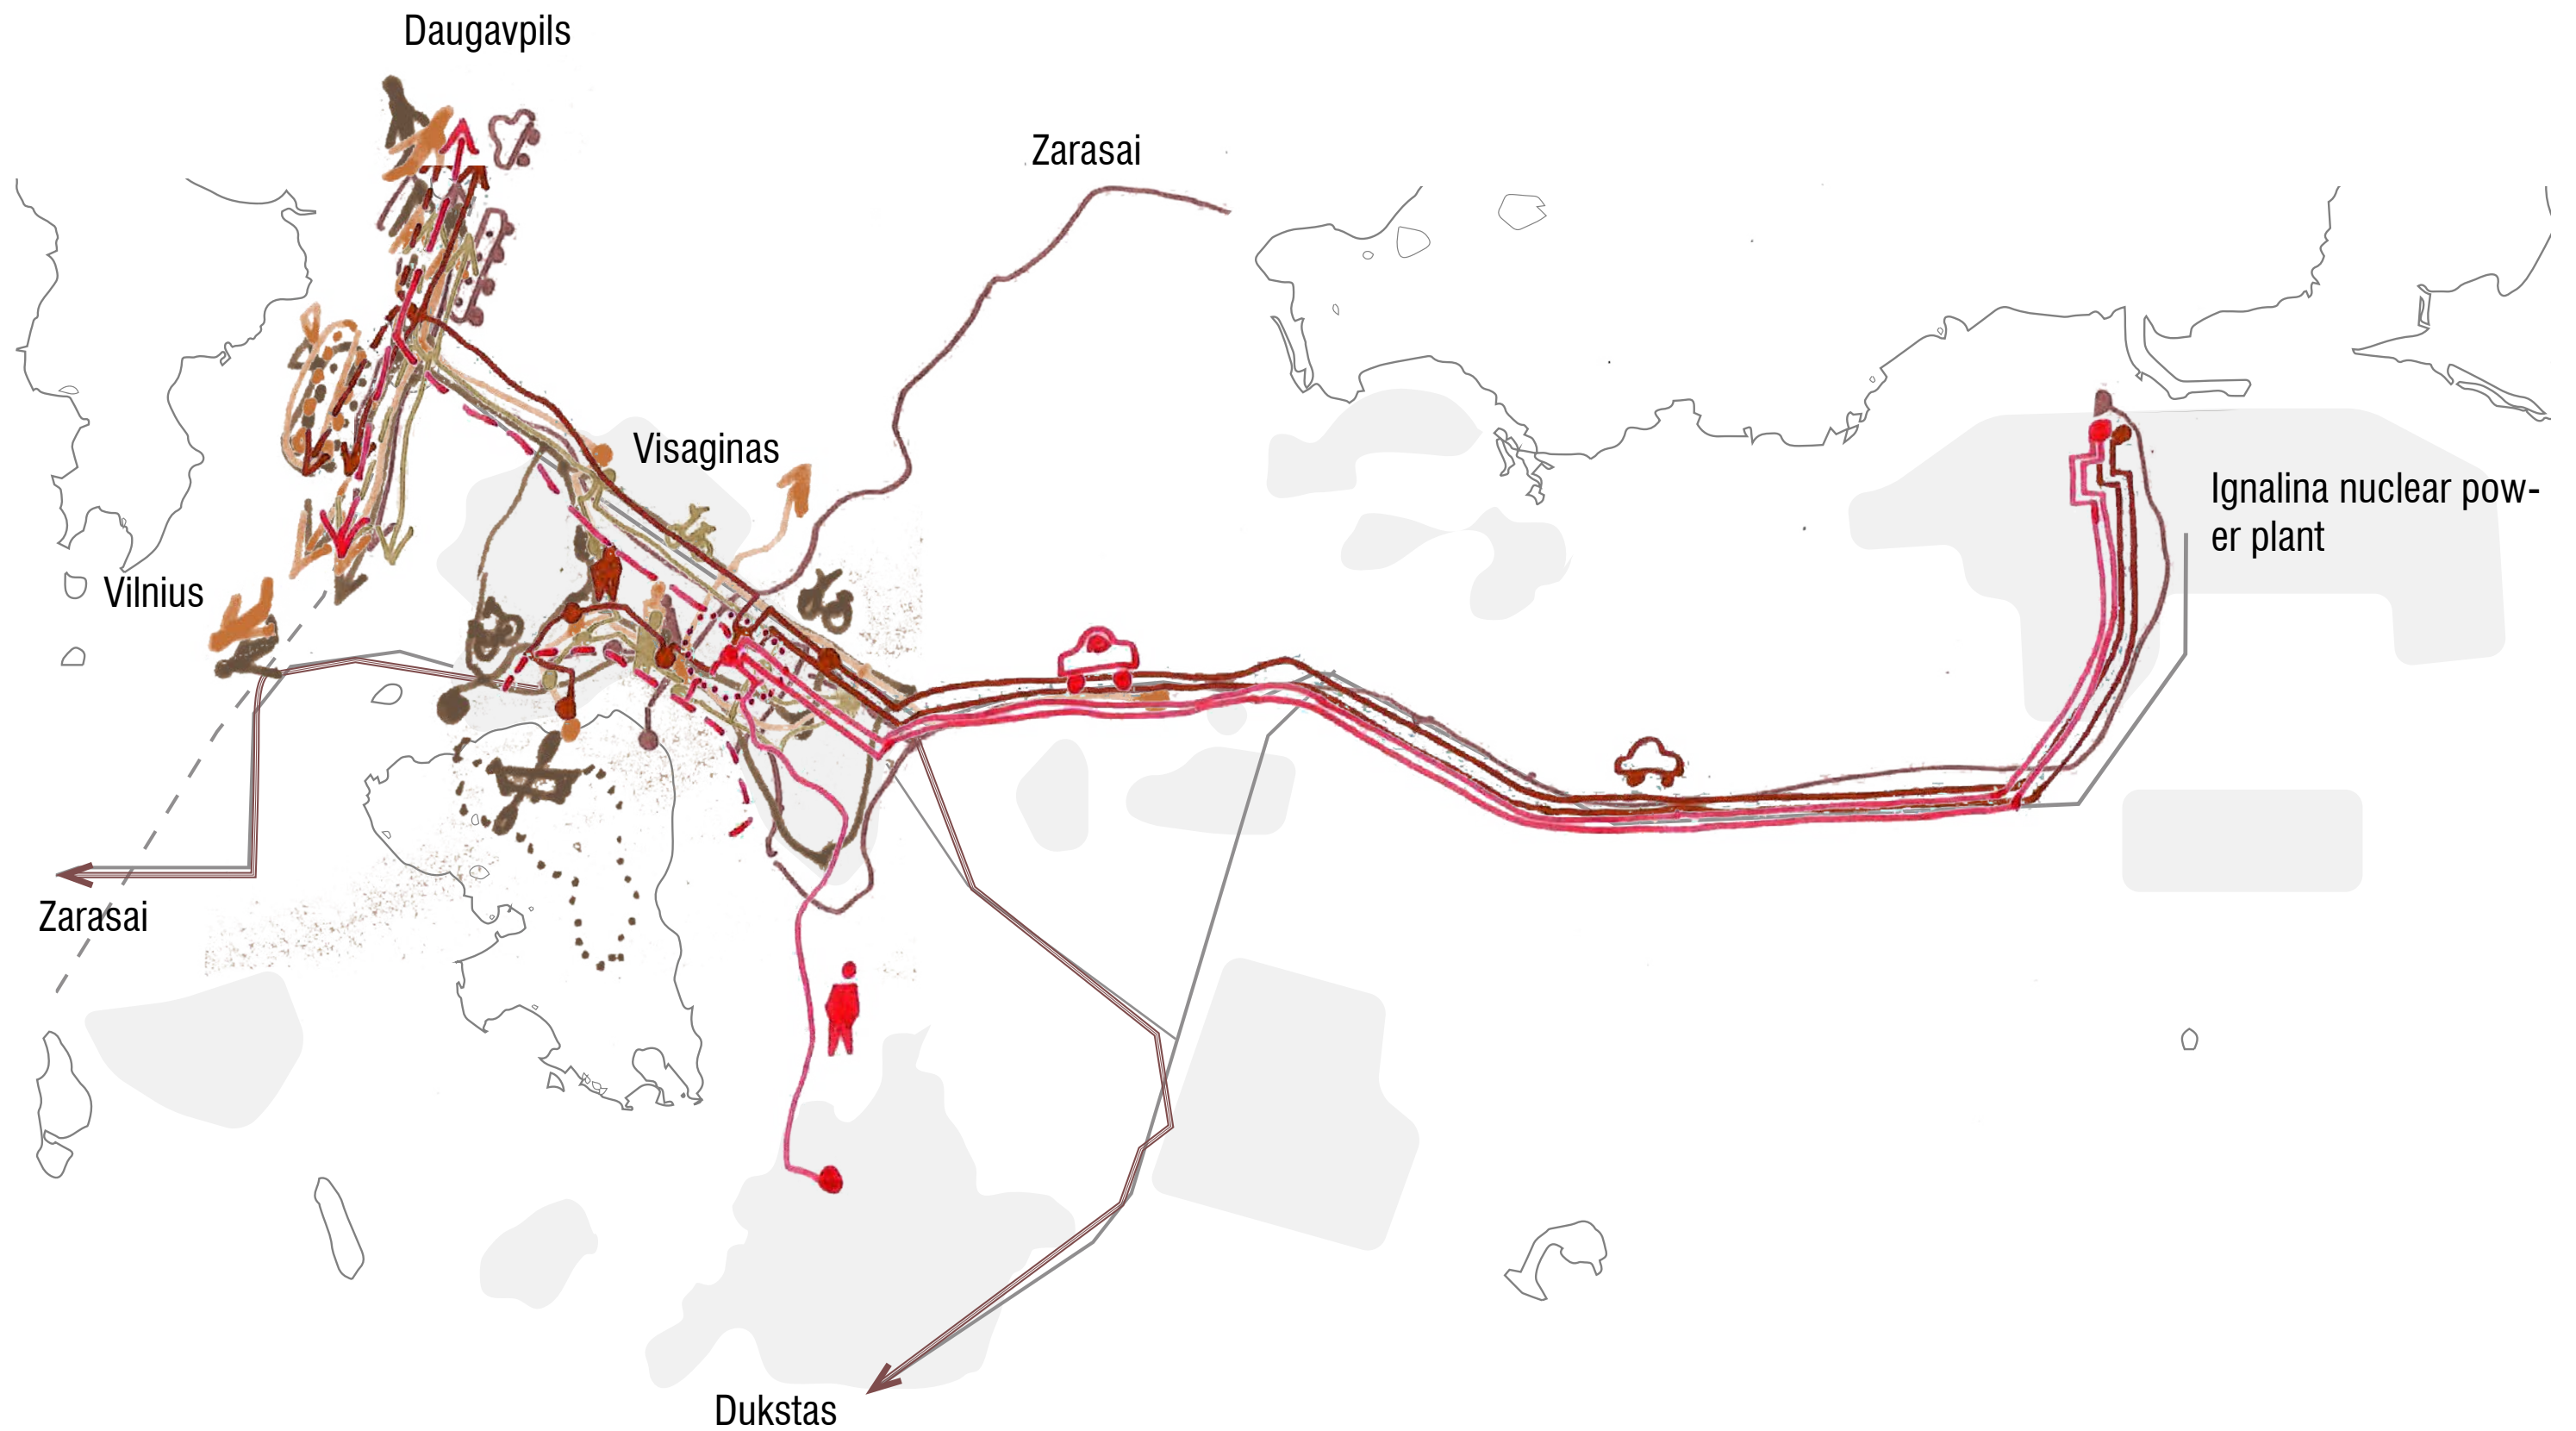 Daugavpils
Zarasai
Visaginas
Ignalina nuclear pow-
er plant
Vilnius
Zarasai
Dukstas